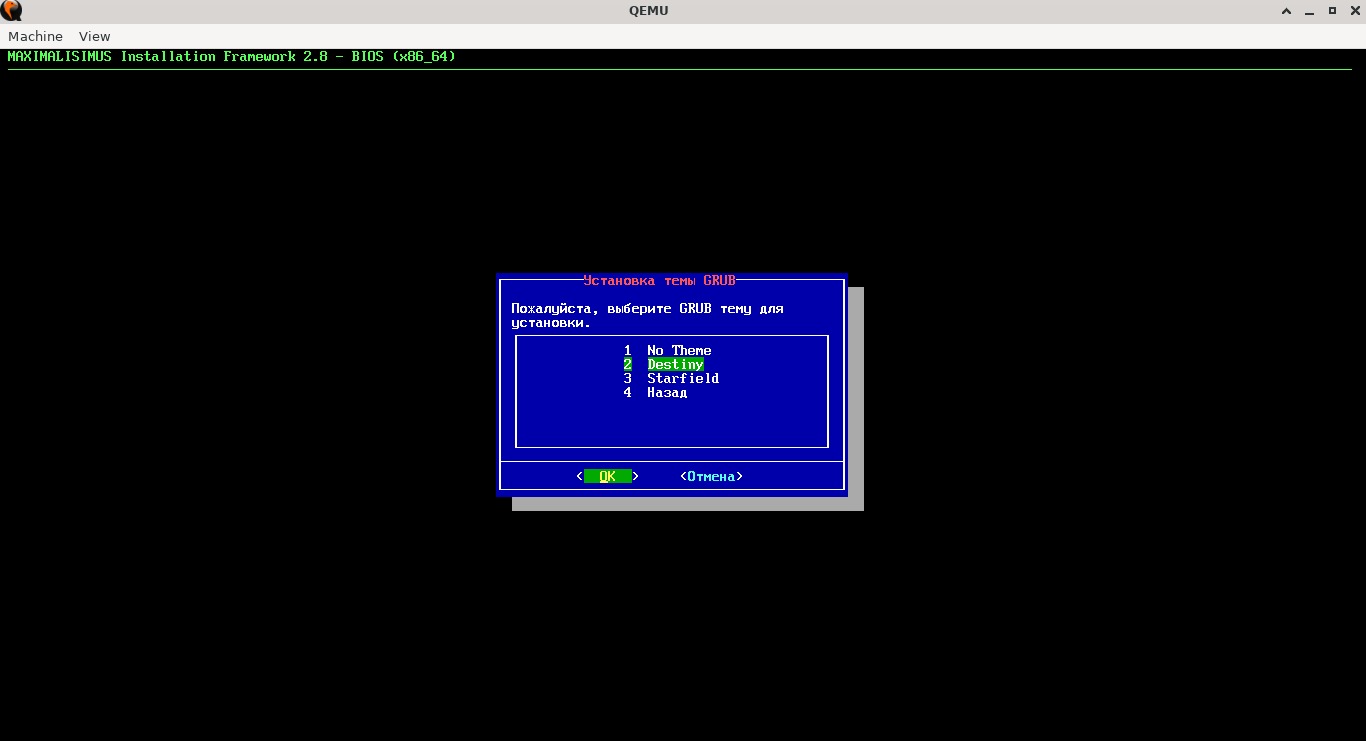 QEMU
Machine View
MAXIMALISIMUS Installation Framework 2.8 - BIOS (x86_64)
Установка темы GRUB
Пожалуйста, выберите GRUB тему для
установки.
1 No Theme
2 Destiny
3 Starfield
4 Назад
< OK > <Отмена>